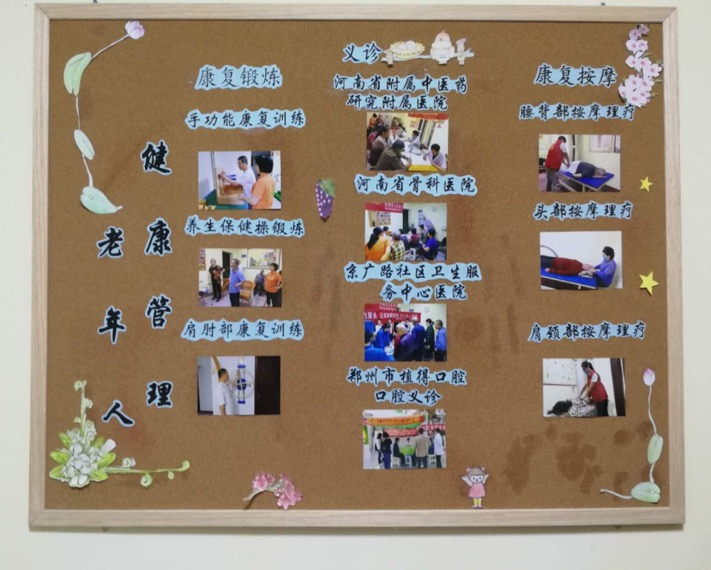 老年人
健康管理
康复锻炼
手功能康复训练
养生保健操锻炼
肩肘部康复训练
义诊
河南省附属中医药
研究附属医院
河南省骨科医院
京广路社区卫生服
务中心医院
郑州市植得口腔
口腔义诊
康复按摩
腰背部按摩理疗
头部按摩理疗
肩颈部按摩理疗